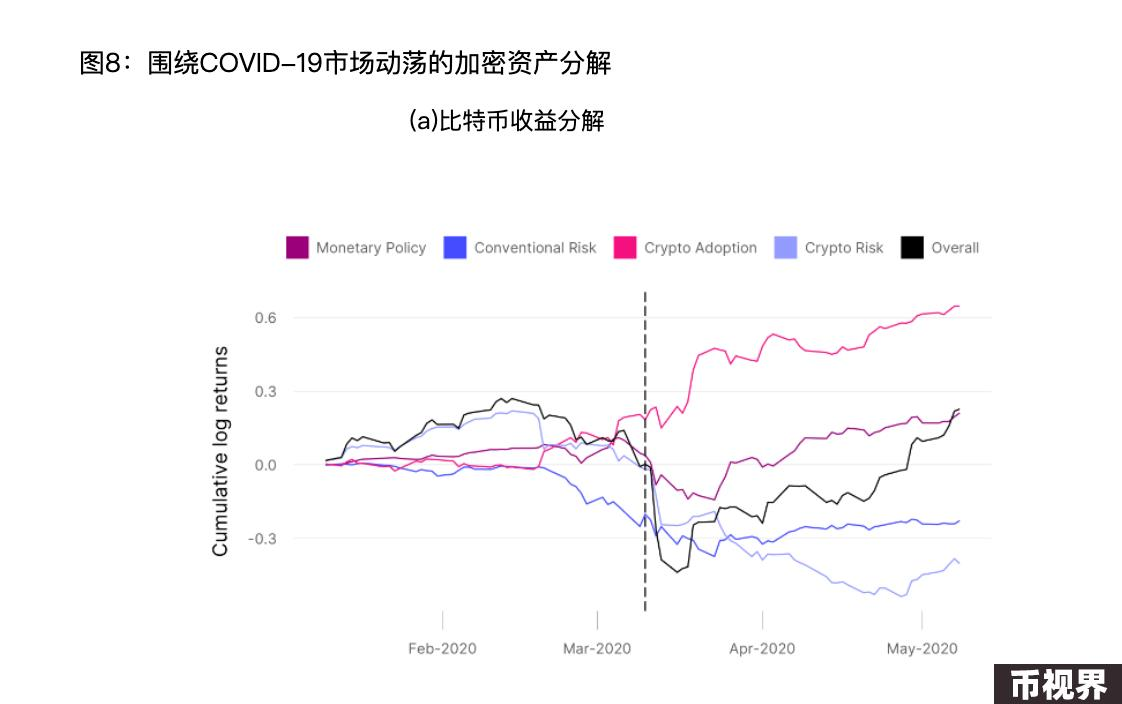 图8：围绕COVID–19市场动荡的加密资产分解
(a)比特币收益分解
Monetary Policy Conventional Risk Crypto Adoption Crypto Risk Overall
Cumulative log returns
0.6
0.3
0.0
-0.3
Feb-2020 Mar-2020 Apr-2020 May-2020
币视界